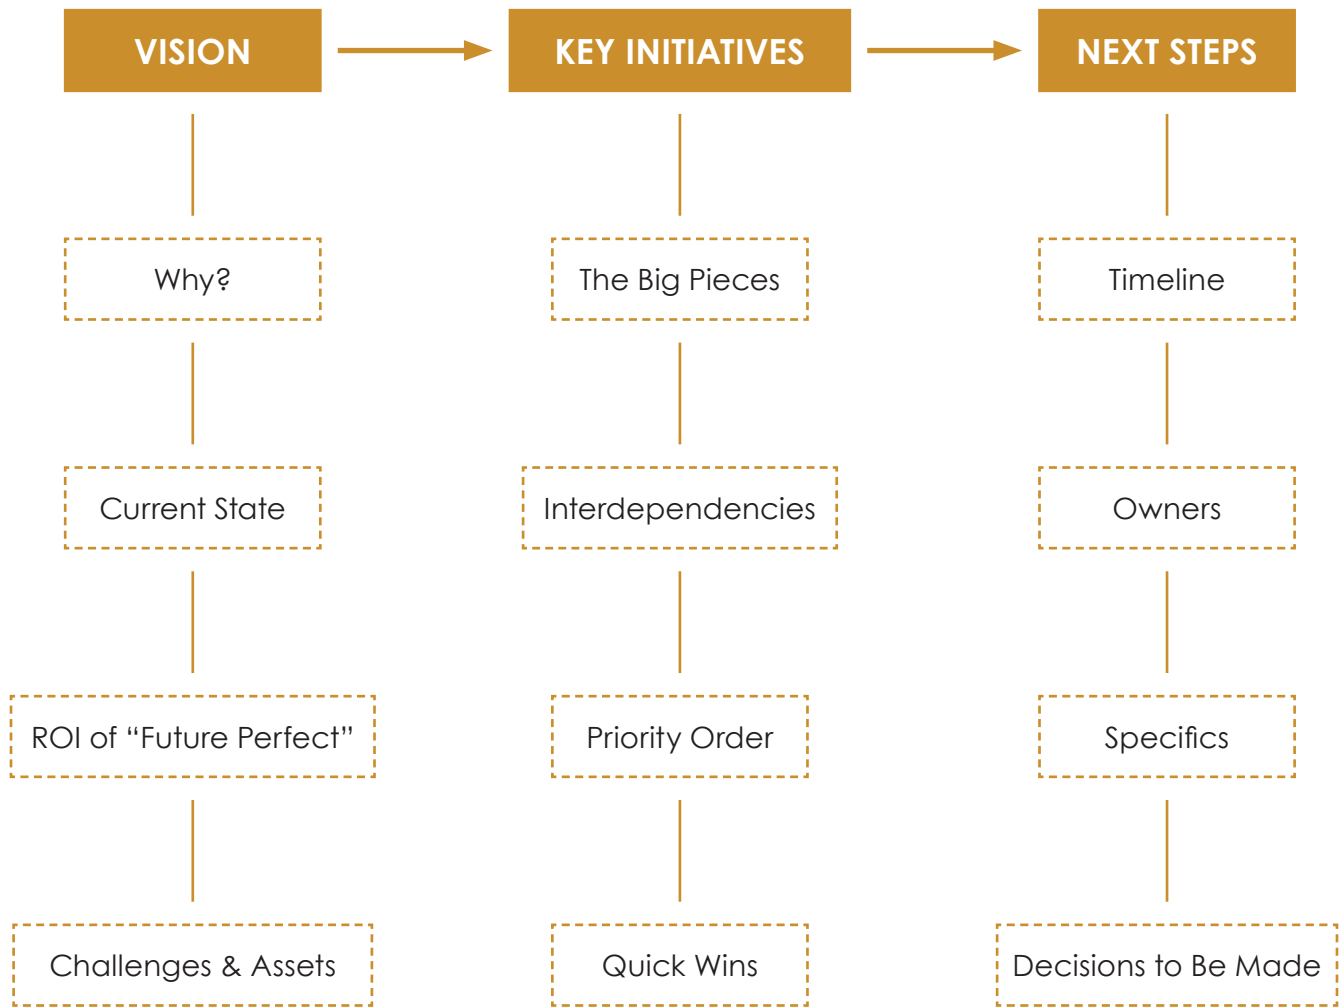 VISION
KEY INITIATIVES
NEXT STEPS
Why?
The Big Pieces
Timeline
Current State
Interdependencies
Owners
ROI of “Future Perfect”
Priority Order
Specifics
Challenges & Assets
Quick Wins
Decisions to Be Made